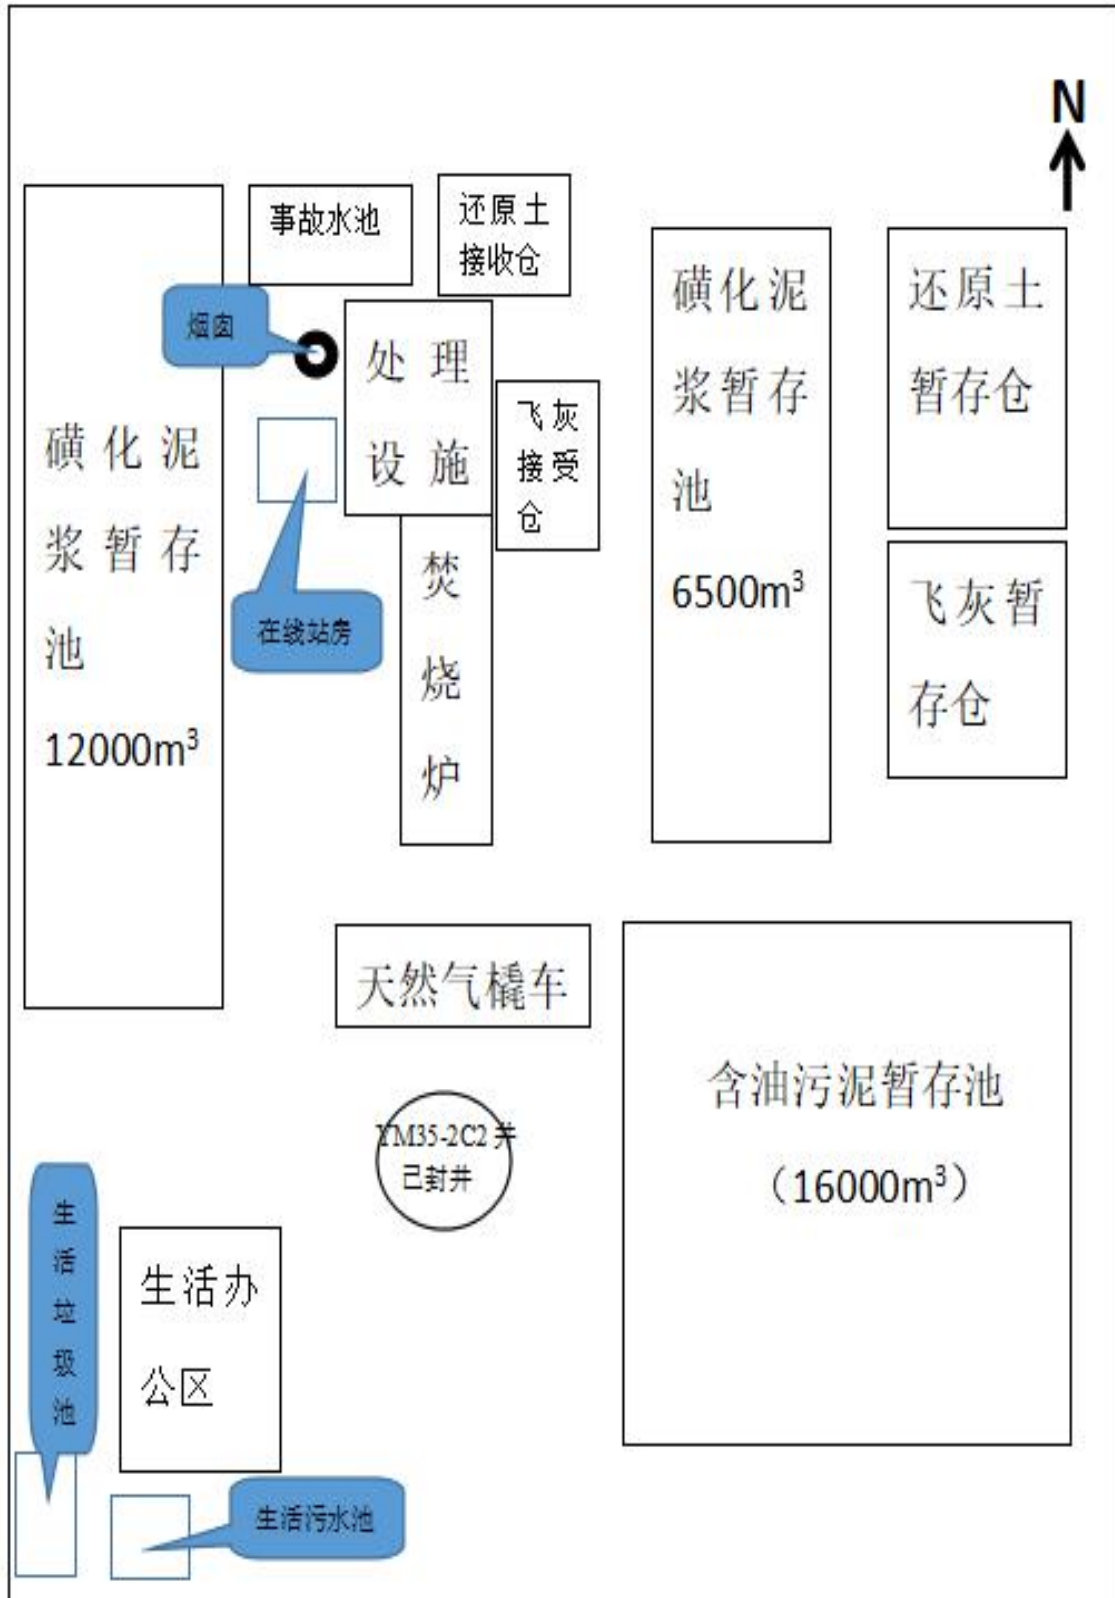 N
事故水池
还原土
接收仓
烟囱
处理
设施
飞灰
接受
仓
磺化泥
浆暂存
池
12000m³
在线站房
焚
烧
炉
磺化泥
浆暂存
池
6500m³
还原土
暂存仓
飞灰暂
存仓
天然气橇车
YM35-2C2 井
已封井
含油污泥暂存池
（16000m³）
生
活
垃
圾
池
生活办
公区
生活污水池